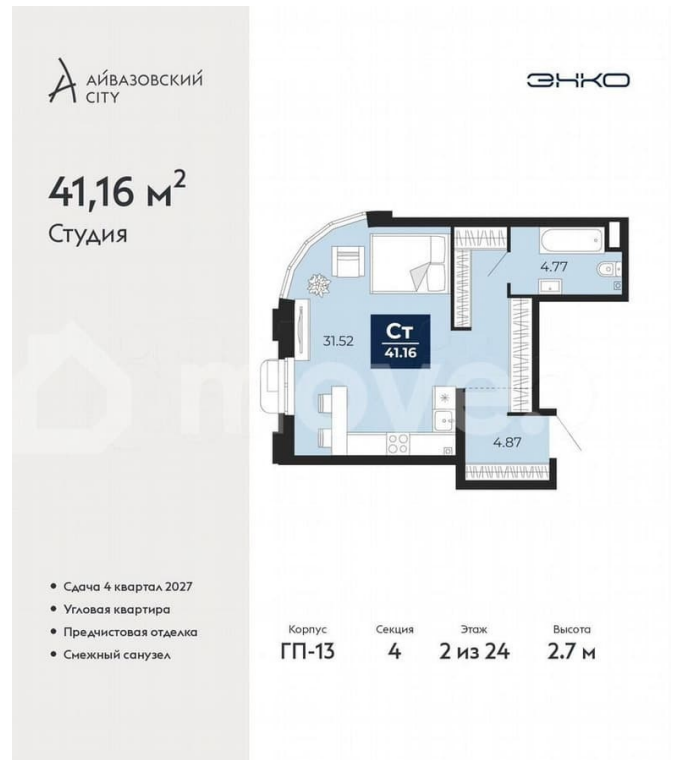 АЙВАЗОВСКИЙ
CITY
ЭНКО
41,16 м²
Студия
4.77
31.52
Ст
41.16
move.
4.87
Сдача 4 квартал 2027
Угловая квартира
Предчистовая отделка
Смежный санузел
Корпус Секция Этаж Высота
ГП-13 4 2 из 24 2.7 м